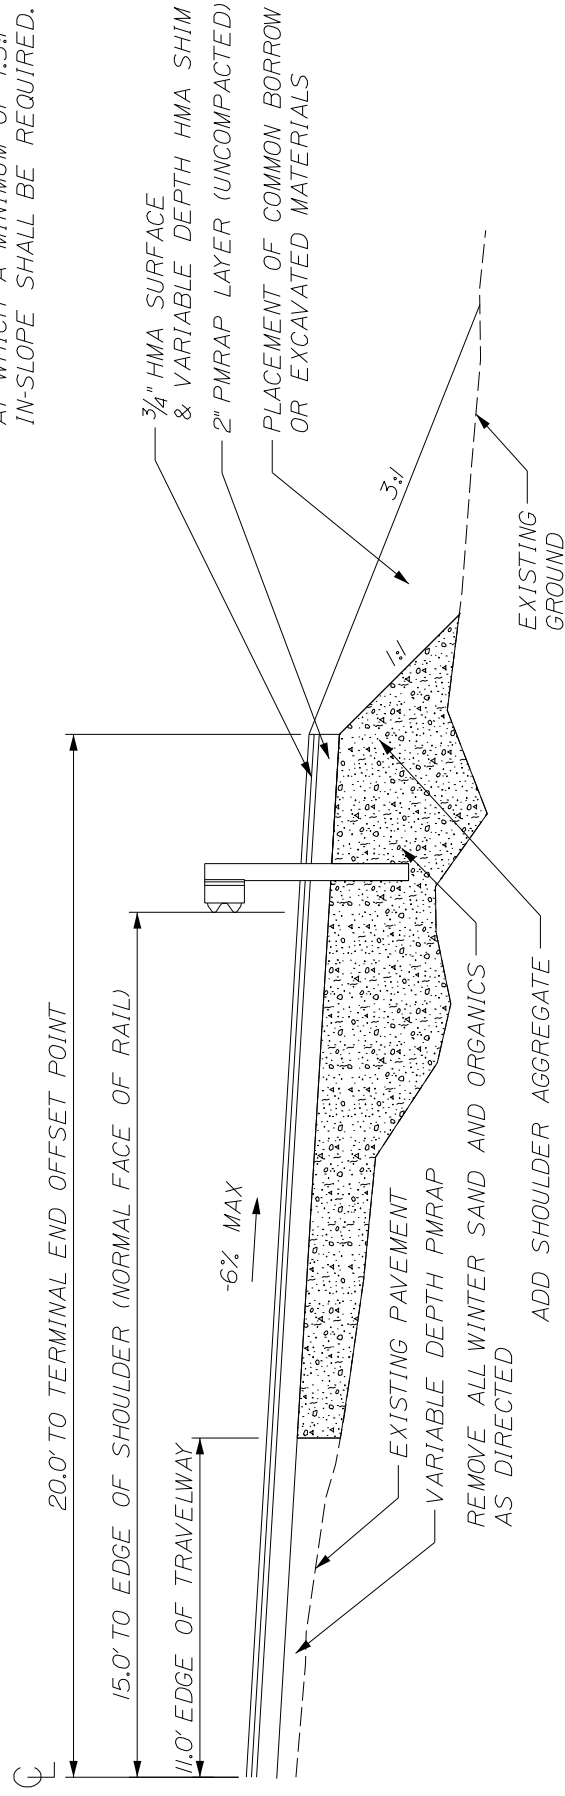 IN-SLOPE SHALL BE REQUIRED.
3/4" HMA SURFACE
& VARIABLE DEPTH HMA SHIM
2" PMRAP LAYER (UNCOMPACTED)
PLACEMENT OF COMMON BORROW
OR EXCAVATED MATERIALS
3:1
1:1
EXISTING
GROUND
20.0' TO TERMINAL END OFFSET POINT
15.0' TO EDGE OF SHOULDER (NORMAL FACE OF RAIL)
11.0' EDGE OF TRAVELWAY
-6% MAX
EXISTING PAVEMENT
VARIABLE DEPTH PMRAP
REMOVE ALL WINTER SAND AND ORGANICS
AS DIRECTED
ADD SHOULDER AGGREGATE
℄